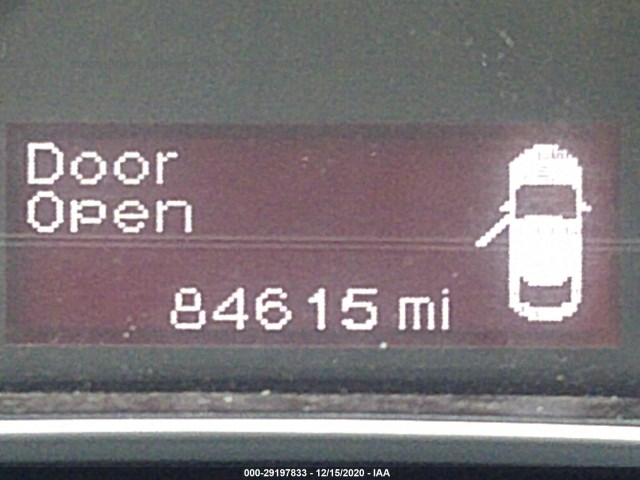 Door
Open
84615 mi
000-29197833 - 12/15/2020 - IAA